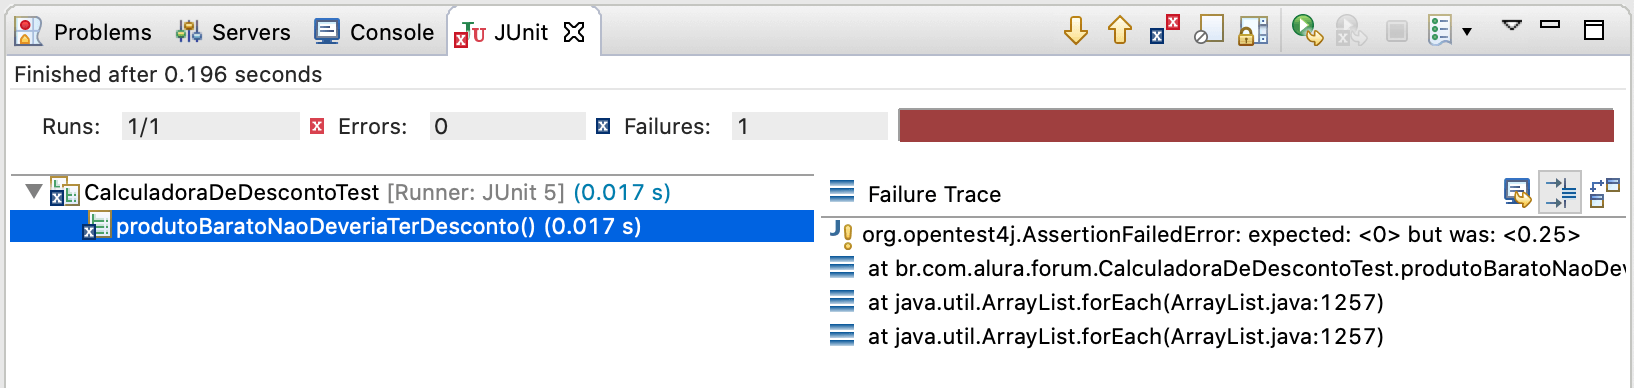 Problems Servers Console JUnit
Finished after 0.196 seconds
Runs: 1/1 Errors: 0 Failures: 1
CalculadoraDeDescontoTest [Runner: JUnit 5] (0.017 s)
produtoBaratoNaoDeveriaTerDesconto() (0.017 s)
Failure Trace
org.opentest4j.AssertionFailedError: expected: <0> but was: <0.25>
at br.com.alura.forum.CalculadoraDeDescontoTest.produtoBaratoNaoDev
at java.util.ArrayList.forEach(ArrayList.java:1257)
at java.util.ArrayList.forEach(ArrayList.java:1257)